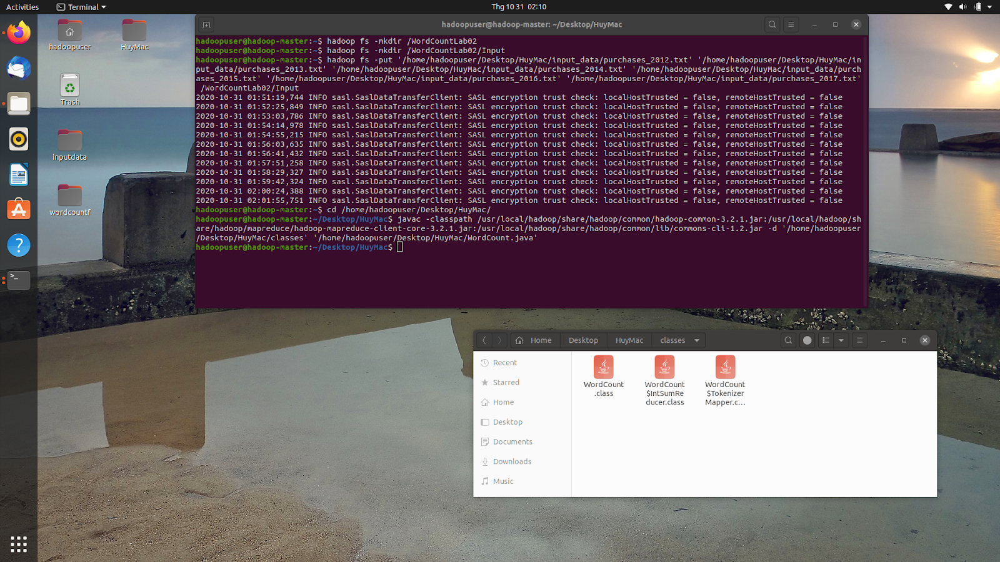 Activities
Terminal
Thg 10 31 02:10
hadoopuser
HuyMac
Trash
inputdata
wordcountf
hadoopuser@hadoop-master: ~/Desktop/HuyMac
hadoopuser@hadoop-master:~$ hadoop fs -mkdir /WordCountLab02
hadoopuser@hadoop-master:~$ hadoop fs -mkdir /WordCountLab02/Input
hadoopuser@hadoop-master:~$ hadoop fs -put '/home/hadoopuser/Desktop/HuyMac/input_data/purchases_2012.txt' '/home/hadoopuser/Desktop/HuyMac/in
put_data/purchases_2013.txt' '/home/hadoopuser/Desktop/HuyMac/input_data/purchases_2014.txt' '/home/hadoopuser/Desktop/HuyMac/input_data/purch
ases_2015.txt' '/home/hadoopuser/Desktop/HuyMac/input_data/purchases_2016.txt' '/home/hadoopuser/Desktop/HuyMac/input_data/purchases_2017.txt'
/WordCountLab02/Input
2020-10-31 01:51:19,744 INFO sasl.SaslDataTransferClient: SASL encryption trust check: localHostTrusted = false, remoteHostTrusted = false
2020-10-31 01:52:25,849 INFO sasl.SaslDataTransferClient: SASL encryption trust check: localHostTrusted = false, remoteHostTrusted = false
2020-10-31 01:53:03,786 INFO sasl.SaslDataTransferClient: SASL encryption trust check: localHostTrusted = false, remoteHostTrusted = false
2020-10-31 01:54:14,978 INFO sasl.SaslDataTransferClient: SASL encryption trust check: localHostTrusted = false, remoteHostTrusted = false
2020-10-31 01:54:55,215 INFO sasl.SaslDataTransferClient: SASL encryption trust check: localHostTrusted = false, remoteHostTrusted = false
2020-10-31 01:56:03,635 INFO sasl.SaslDataTransferClient: SASL encryption trust check: localHostTrusted = false, remoteHostTrusted = false
2020-10-31 01:56:41,432 INFO sasl.SaslDataTransferClient: SASL encryption trust check: localHostTrusted = false, remoteHostTrusted = false
2020-10-31 01:57:51,258 INFO sasl.SaslDataTransferClient: SASL encryption trust check: localHostTrusted = false, remoteHostTrusted = false
2020-10-31 01:58:29,327 INFO sasl.SaslDataTransferClient: SASL encryption trust check: localHostTrusted = false, remoteHostTrusted = false
2020-10-31 01:59:42,324 INFO sasl.SaslDataTransferClient: SASL encryption trust check: localHostTrusted = false, remoteHostTrusted = false
2020-10-31 02:00:24,388 INFO sasl.SaslDataTransferClient: SASL encryption trust check: localHostTrusted = false, remoteHostTrusted = false
2020-10-31 02:01:55,751 INFO sasl.SaslDataTransferClient: SASL encryption trust check: localHostTrusted = false, remoteHostTrusted = false
hadoopuser@hadoop-master:~$ cd /home/hadoopuser/Desktop/HuyMac/
hadoopuser@hadoop-master:~/Desktop/HuyMac$ javac -classpath /usr/local/hadoop/share/hadoop/common/hadoop-common-3.2.1.jar:/usr/local/hadoop/sh
are/hadoop/mapreduce/hadoop-mapreduce-client-core-3.2.1.jar:/usr/local/hadoop/share/hadoop/common/lib/commons-cli-1.2.jar -d '/home/hadoopuser
/Desktop/HuyMac/classes' '/home/hadoopuser/Desktop/HuyMac/WordCount.java'
hadoopuser@hadoop-master:~/Desktop/HuyMac$
Home
Desktop
HuyMac
classes
Recent
Starred
Home
Desktop
Documents
Downloads
Music
WordCount
.class
WordCount
$IntSumRe
ducer.class
WordCount
$Tokenizer
Mapper.c...